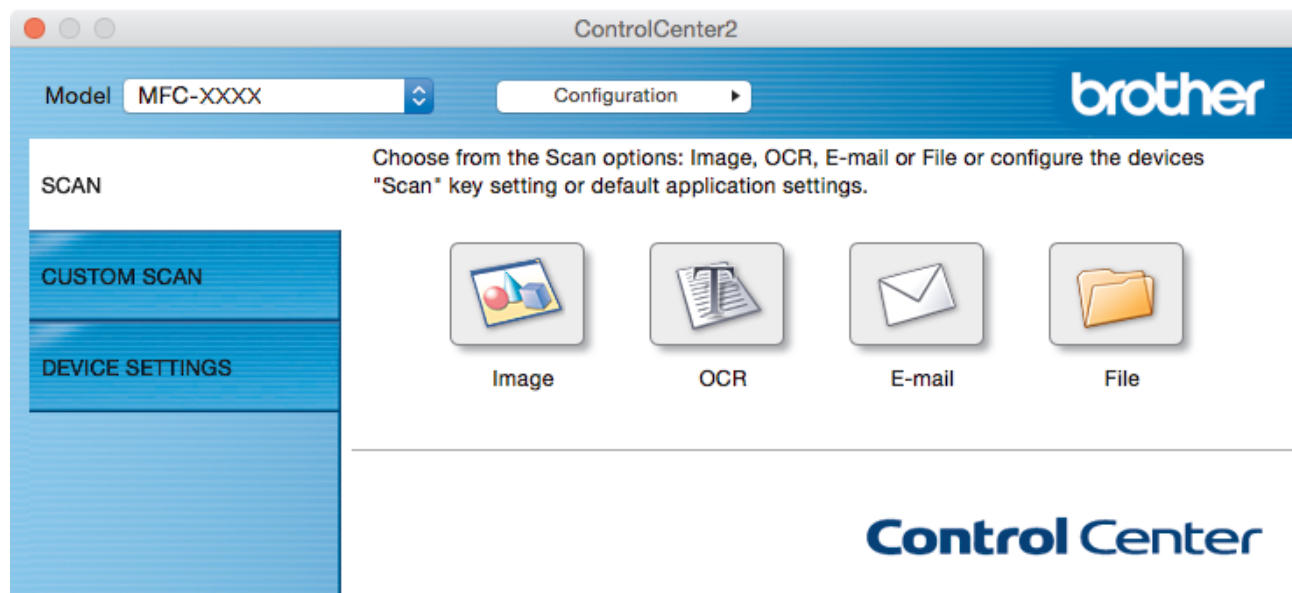 ControlCenter2
Model MFC-XXXX Configuration brother
SCAN
Choose from the Scan options: Image, OCR, E-mail or File or configure the devices
"Scan" key setting or default application settings.
CUSTOM SCAN
DEVICE SETTINGS
Image OCR E-mail File
Control Center